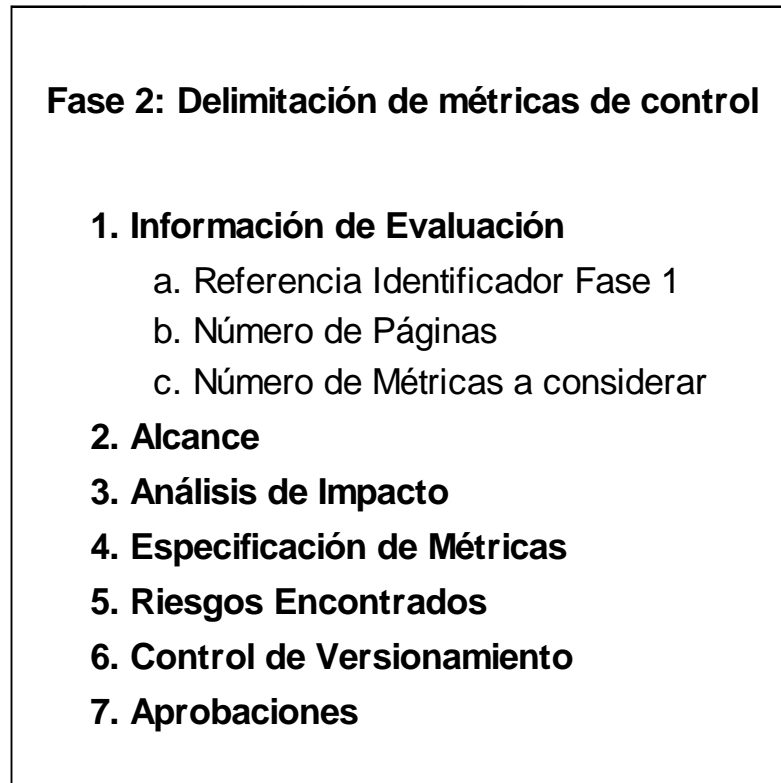 Fase 2: Delimitación de métricas de control
1. Información de Evaluación
a. Referencia Identificador Fase 1
b. Número de Páginas
c. Número de Métricas a considerar
2. Alcance
3. Análisis de Impacto
4. Especificación de Métricas
5. Riesgos Encontrados
6. Control de Versionamiento
7. Aprobaciones